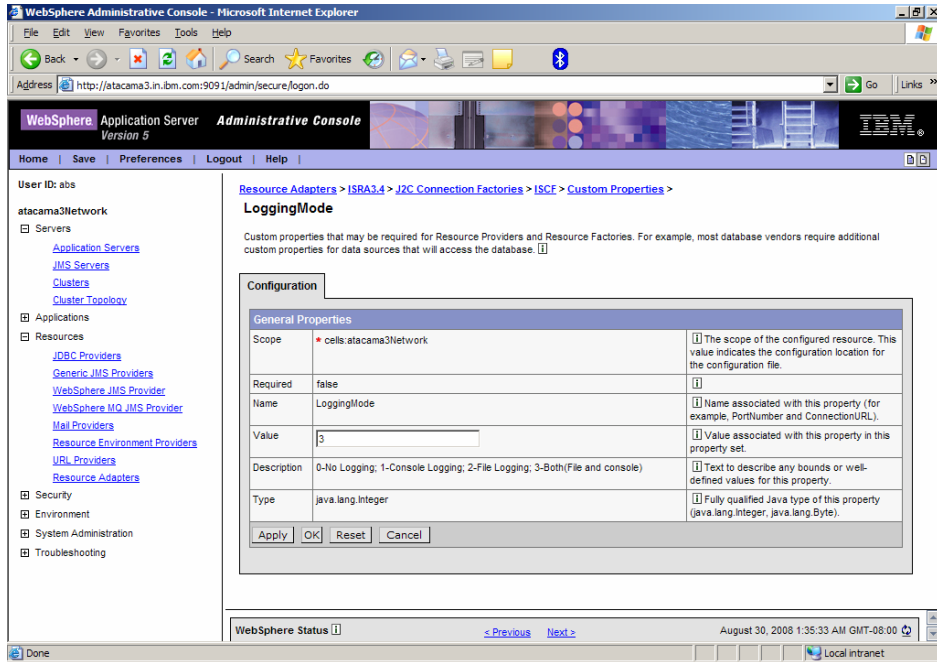 WebSphere Administrative Console - Microsoft Internet Explorer
File Edit View Favorites Tools Help
Back Search Favorites
Address http://atacama3.in.ibm.com:9091/admin/secure/logon.do Go Links »
WebSphere Application Server Administrative Console
Version 5
IBM
Home | Save | Preferences | Logout | Help |
User ID: abs
atacama3Network
Servers
Application Servers
JMS Servers
Clusters
Cluster Topology
Applications
Resources
JDBC Providers
Generic JMS Providers
WebSphere JMS Provider
WebSphere MQ JMS Provider
Mail Providers
Resource Environment Providers
URL Providers
Resource Adapters
Security
Environment
System Administration
Troubleshooting
Resource Adapters > ISRA3.4 > J2C Connection Factories > ISCF > Custom Properties >
LoggingMode
Custom properties that may be required for Resource Providers and Resource Factories. For example, most database vendors require additional
custom properties for data sources that will access the database. i
Configuration
General Properties
Scope * cells:atacama3Network i The scope of the configured resource. This
value indicates the configuration location for
the configuration file.
Required false i
Name LoggingMode i Name associated with this property (for
example, PortNumber and ConnectionURL).
Value 3 i Value associated with this property in this
property set.
Description 0-No Logging; 1-Console Logging; 2-File Logging; 3-Both(File and console) i Text to describe any bounds or well-
defined values for this property.
Type java.lang.Integer i Fully qualified Java type of this property
(java.lang.Integer, java.lang.Byte).
Apply OK Reset Cancel
WebSphere Status i < Previous Next > August 30, 2008 1:35:33 AM GMT-08:00
Done Local intranet